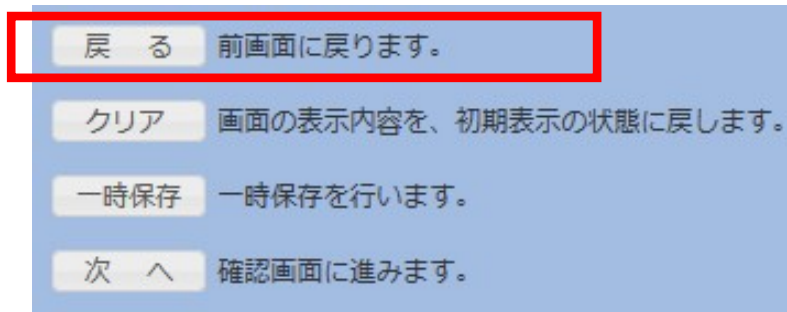 戻　る 前画面に戻ります。
クリア 画面の表示内容を、初期表示の状態に戻します。
一時保存 一時保存を行います。
次　へ 確認画面に進みます。